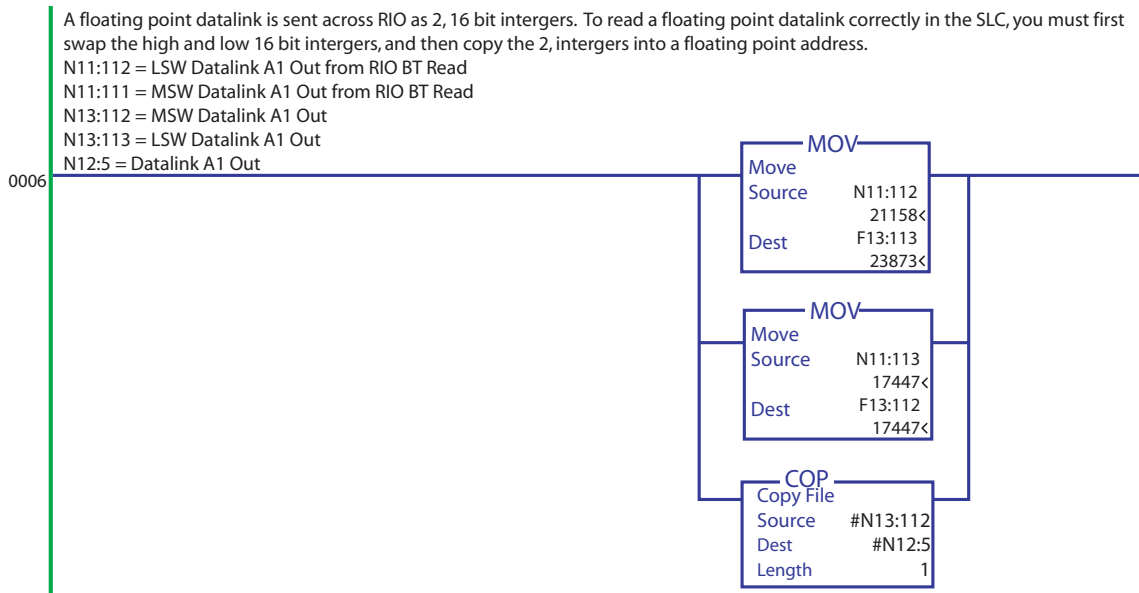 A floating point datalink is sent across RIO as 2, 16 bit intergers. To read a floating point datalink correctly in the SLC, you must first
swap the high and low 16 bit intergers, and then copy the 2, intergers into a floating point address.
N11:112 = LSW Datalink A1 Out from RIO BT Read
N11:111 = MSW Datalink A1 Out from RIO BT Read
N13:112 = MSW Datalink A1 Out
N13:113 = LSW Datalink A1 Out
N12:5 = Datalink A1 Out
0006
MOV
Move
Source N11:112
21158<
Dest F13:113
23873<
MOV
Move
Source N11:113
17447<
Dest F13:112
17447<
COP
Copy File
Source #N13:112
Dest #N12:5
Length 1